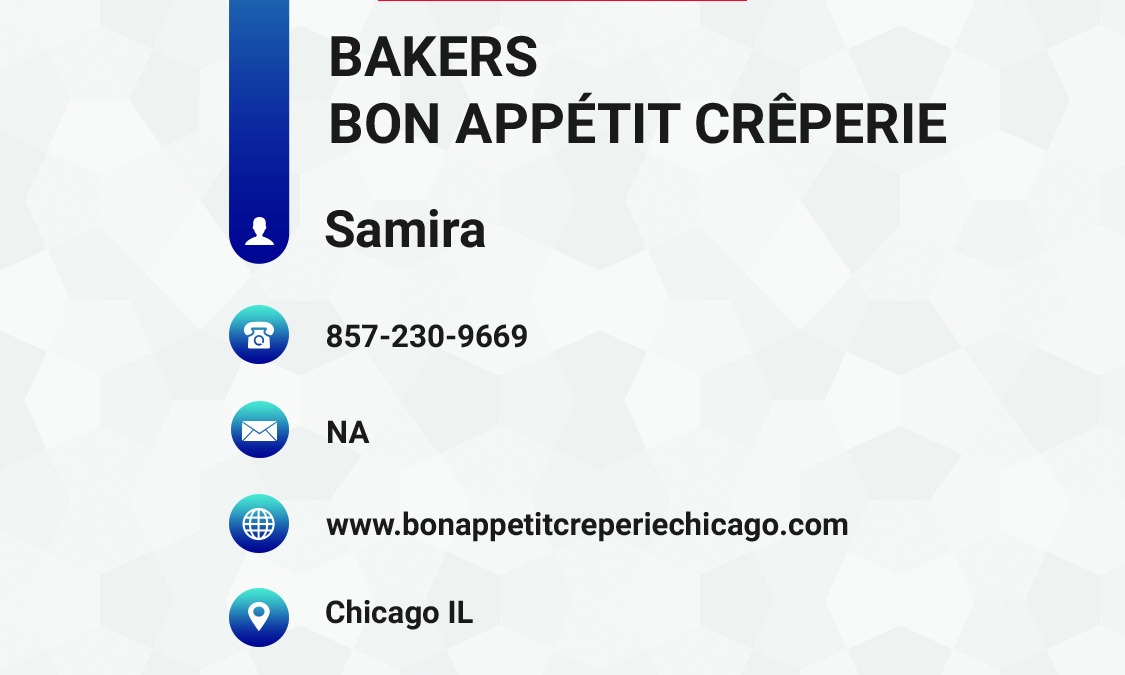 BAKERS
BON APPÉTIT CRÊPERIE
Samira
857-230-9669
NA
www.bonappetitcreperiechicago.com
Chicago IL